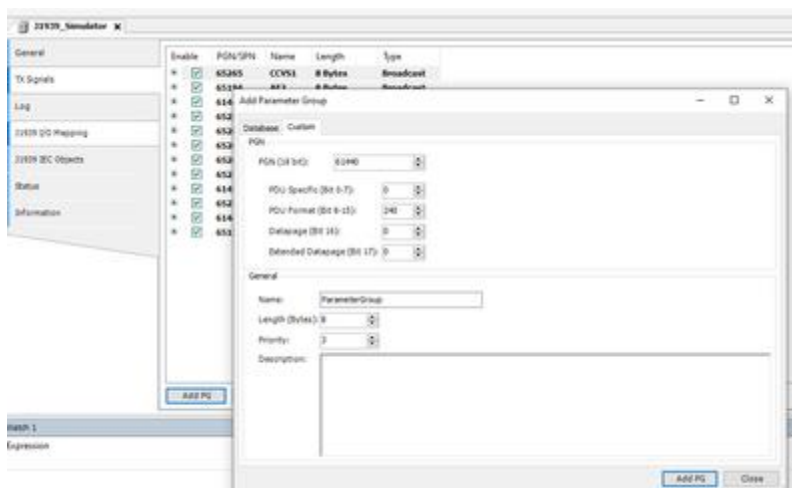 J1939_Simulator
General
TX Signals
Log
J1939 I/O Mapping
J1939 IEC Objects
Status
Information
Enable PGN/SPN Name Length Type
65265 CCVS1 8 Bytes Broadcast
Add PG
Watch 1
Expression
Add Parameter Group
Database Custom
PGN
PGN (18 bit): 61440
PDU Specific (Bit 0-7): 0
PDU Format (Bit 8-15): 240
Datapage (Bit 16): 0
Extended Datapage (Bit 17): 0
General
Name: ParameterGroup
Length (Bytes): 8
Priority: 3
Description:
Add PG Close